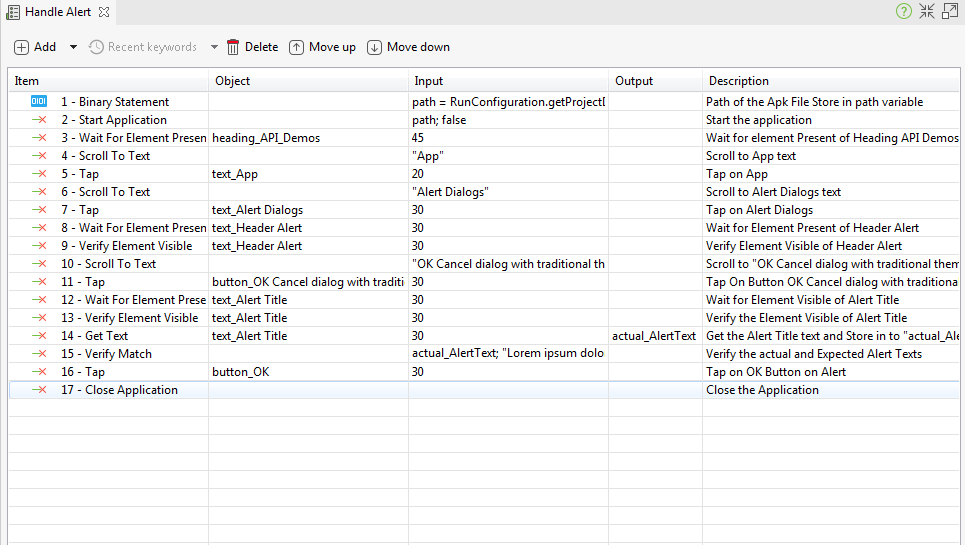 Handle Alert
Add Recent keywords Delete Move up Move down
Item Object Input Output Description
1 - Binary Statement path = RunConfiguration.getProjectD Path of the Apk File Store in path variable
2 - Start Application path; false Start the application
3 - Wait For Element Presen heading_API_Demos 45 Wait for element Present of Heading API Demos
4 - Scroll To Text "App" Scroll to App text
5 - Tap text_App 20 Tap on App
6 - Scroll To Text "Alert Dialogs" Scroll to Alert Dialogs text
7 - Tap text_Alert Dialogs 30 Tap on Alert Dialogs
8 - Wait For Element Presen text_Header Alert 30 Wait for Element Present of Header Alert
9 - Verify Element Visible text_Header Alert 30 Verify Element Visible of Header Alert
10 - Scroll To Text "OK Cancel dialog with traditional th Scroll to "OK Cancel dialog with traditional them
11 - Tap button_OK Cancel dialog with traditi 30 Tap On Button OK Cancel dialog with traditiona
12 - Wait For Element Prese text_Alert Title 30 Wait for Element Visible of Alert Title
13 - Verify Element Visible text_Alert Title 30 Verify the Element Visible of Alert Title
14 - Get Text text_Alert Title 30 actual_AlertText Get the Alert Title text and Store in to "actual_Ale
15 - Verify Match actual_AlertText; "Lorem ipsum dolo Verify the actual and Expected Alert Texts
16 - Tap button_OK 30 Tap on OK Button on Alert
17 - Close Application Close the Application